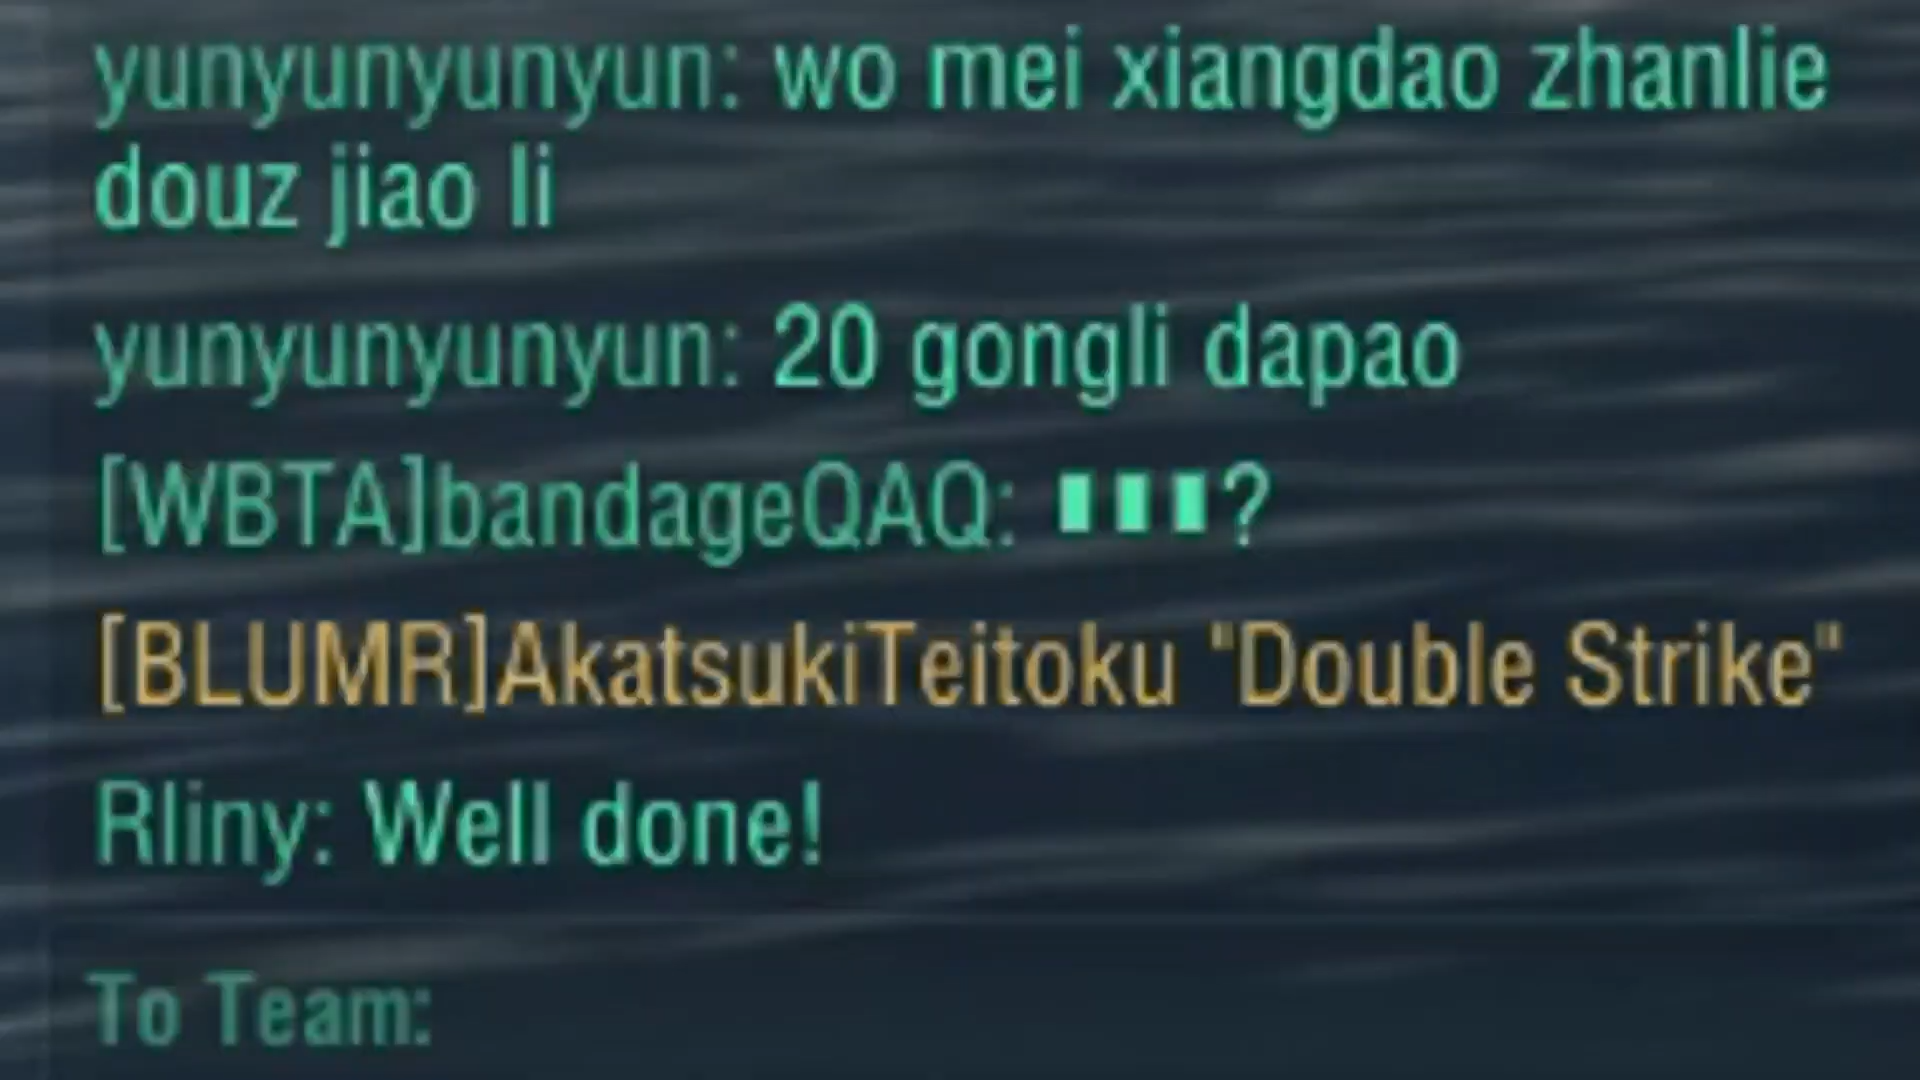 yunyunyunyun: wo mei xiangdao zhanlie
douz jiao li
yunyunyunyun: 20 gongli dapao
[WBTA]bandageQAQ: ▮▮▮?
[BLUMR]AkatsukiTeitoku "Double Strike"
Rliny: Well done!
To Team: